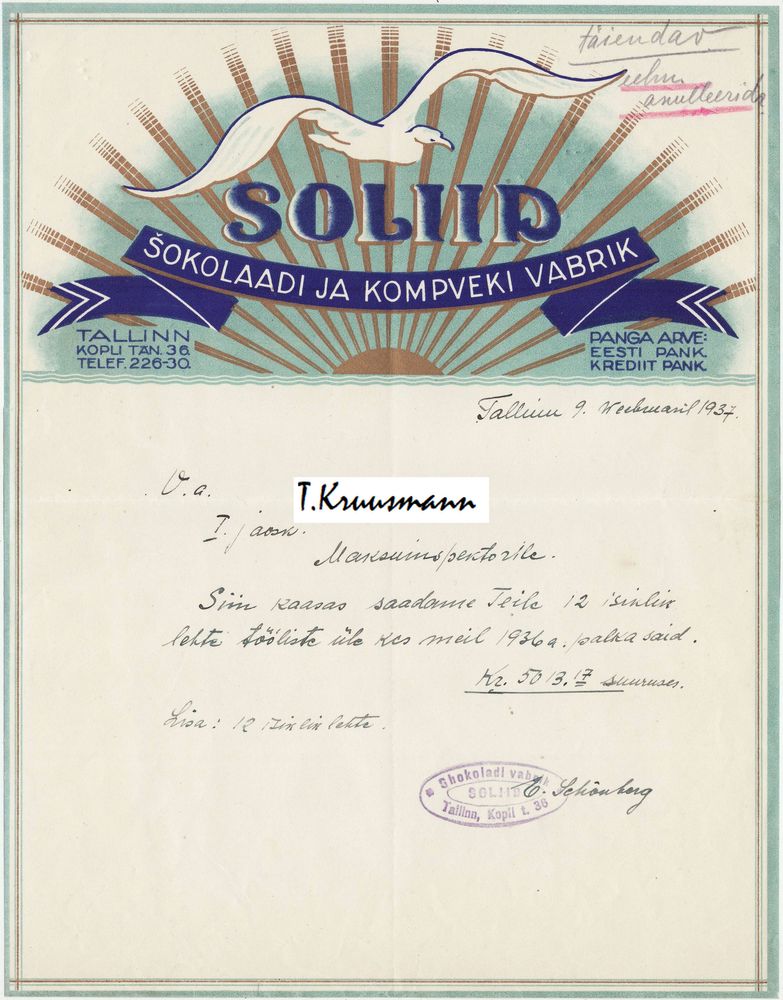 täiendav
anulleerida
SOLIID
ŠOKOLAADI JA KOMPVEKI VABRIK
TALLINN
KOPLI TÄN. 36
TELEF. 226-30.
PANGA ARVE:
EESTI PANK.
KREDIIT PANK.
Tallinn 9. Weebruaril 1937.
V. a.
T.Kruusmann
I. jaosk.
Maksuinspektorile.
Siin kaasas saadame Teile 12 isiklik
lehte tööliste üle kes meil 1936 a. palka said.
Kr. 5013.17 suuruses.
Lisa: 12 isiklik lehte.
Shokoladi vabrik
SOLIID
Tallinn, Kopli t. 36
Schönberg